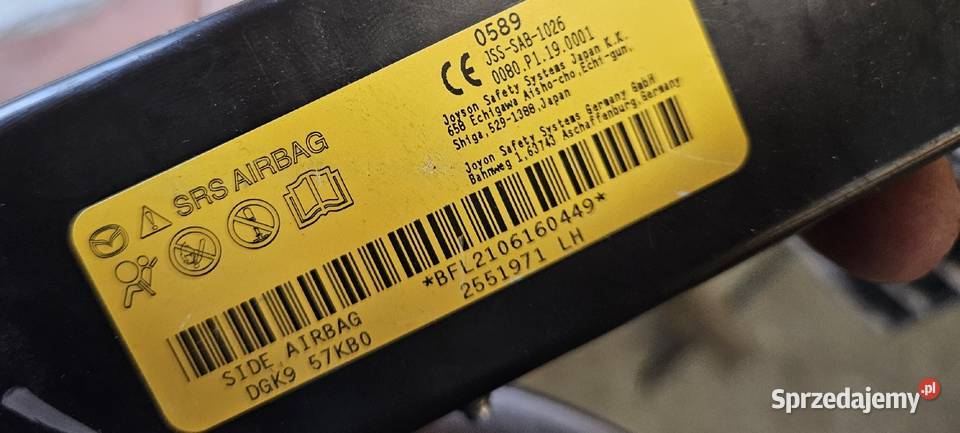 CE 0589
JSS-SAB-1026
0080.P1.19.0001
Joyson Safety Systems Japan K.K.
658 Echigawa Aisho-cho,Echi-gun,
Shiga,529-1388,Japan
Joyon Safety Systems Germany GmbH
Bahnweg 1,63743 Aschaffenburg,Germany
SRS AIRBAG
*BFL2106160449*
2551971 LH
SIDE AIRBAG
DGK9 57KB0
Sprzedajemy.pl